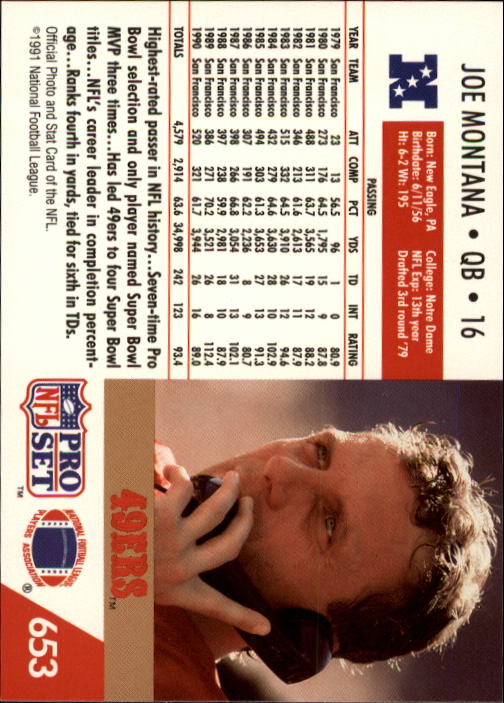 JOE MONTANA • QB • 16
N
Born: New Eagle, PA College: Notre Dame
Birthdate: 6/11/56 NFL Exp: 13th year
Ht: 6-2 Wt: 195 Drafted 3rd round '79
PASSING
YEAR TEAM ATT COMP PCT YDS TD INT RATING
1979 San Francisco 23 13 56.5 96 1 0 80.9
1980 San Francisco 273 176 64.5 1,795 15 9 87.8
1981 San Francisco 488 311 63.7 3,565 19 12 88.2
1982 San Francisco 346 213 61.6 2,613 17 11 87.9
1983 San Francisco 515 332 64.5 3,910 26 12 94.6
1984 San Francisco 432 279 64.6 3,630 28 10 102.9
1985 San Francisco 494 303 61.3 3,653 27 13 91.3
1986 San Francisco 307 191 62.2 2,236 8 9 80.7
1987 San Francisco 398 266 66.8 3,054 31 13 102.1
1988 San Francisco 397 238 59.9 2,981 18 10 87.9
1989 San Francisco 386 271 70.2 3,521 26 8 112.4
1990 San Francisco 520 321 61.7 3,944 26 16 89.0
TOTALS 4,579 2,914 63.6 34,998 242 123 93.4
Highest-rated passer in NFL history...Seven-time Pro
Bowl selection and only player named Super Bowl
MVP three times...Has led 49ers to four Super Bowl
titles...NFL's career leader in completion percent-
age...Ranks fourth in yards, tied for sixth in TDs.
Official Photo and Stat Card of the NFL.
©1991 National Football League.
49ERS™
PRO
NFL SET™
NATIONAL FOOTBALL LEAGUE
PLAYERS ASSOCIATION®
653